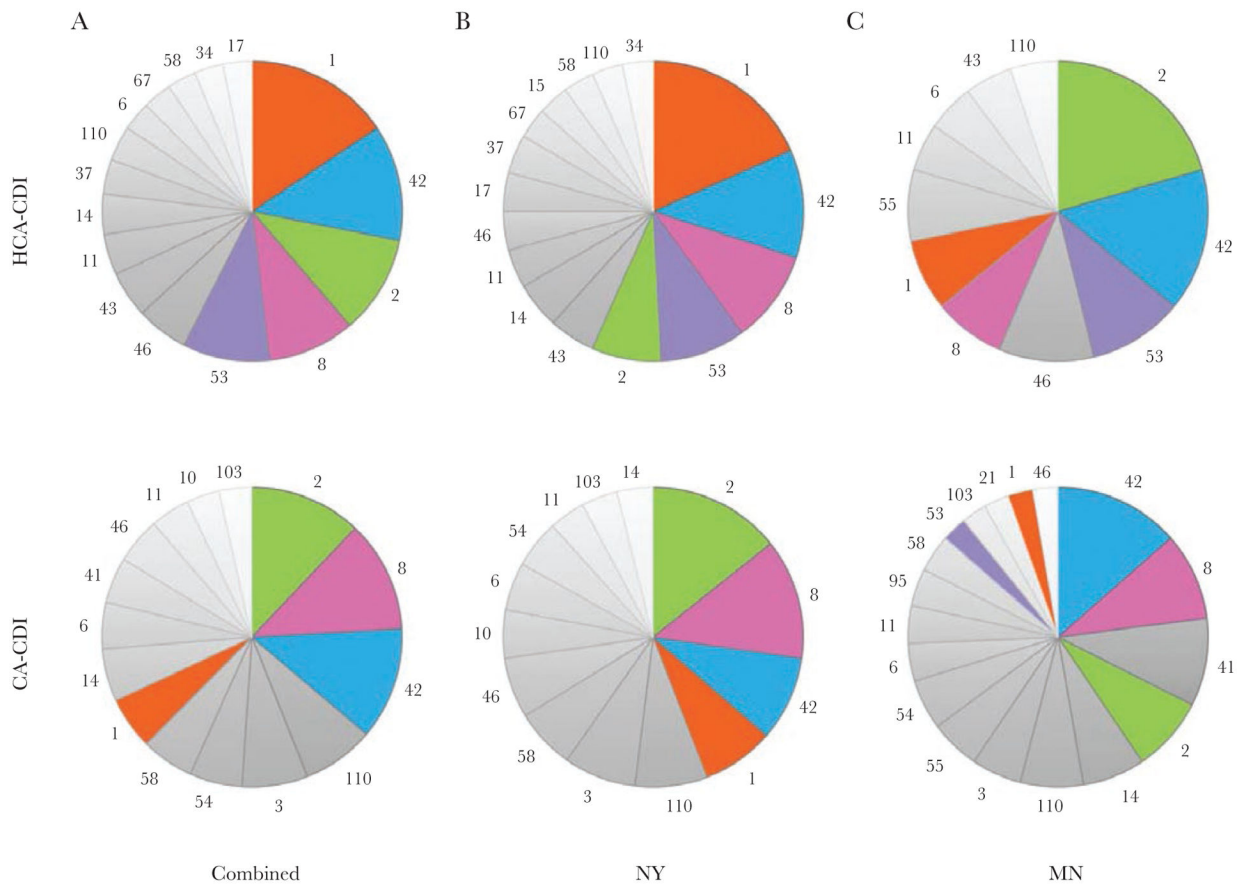 A B C
HCA-CDI
17 1 42 2 8 53 46 43 11 14 37 110 6 67 58 34
34 1 42 8 53 2 43 14 11 46 17 37 67 15 58 110
110 2 42 53 46 8 1 55 11 6 43
CA-CDI
103 2 8 42 110 3 54 58 1 14 6 41 46 11 10
14 2 8 42 1 110 3 58 46 10 6 54 11 103
46 42 8 41 2 14 110 3 55 54 6 11 95 58 53 103 21 1
Combined NY MN